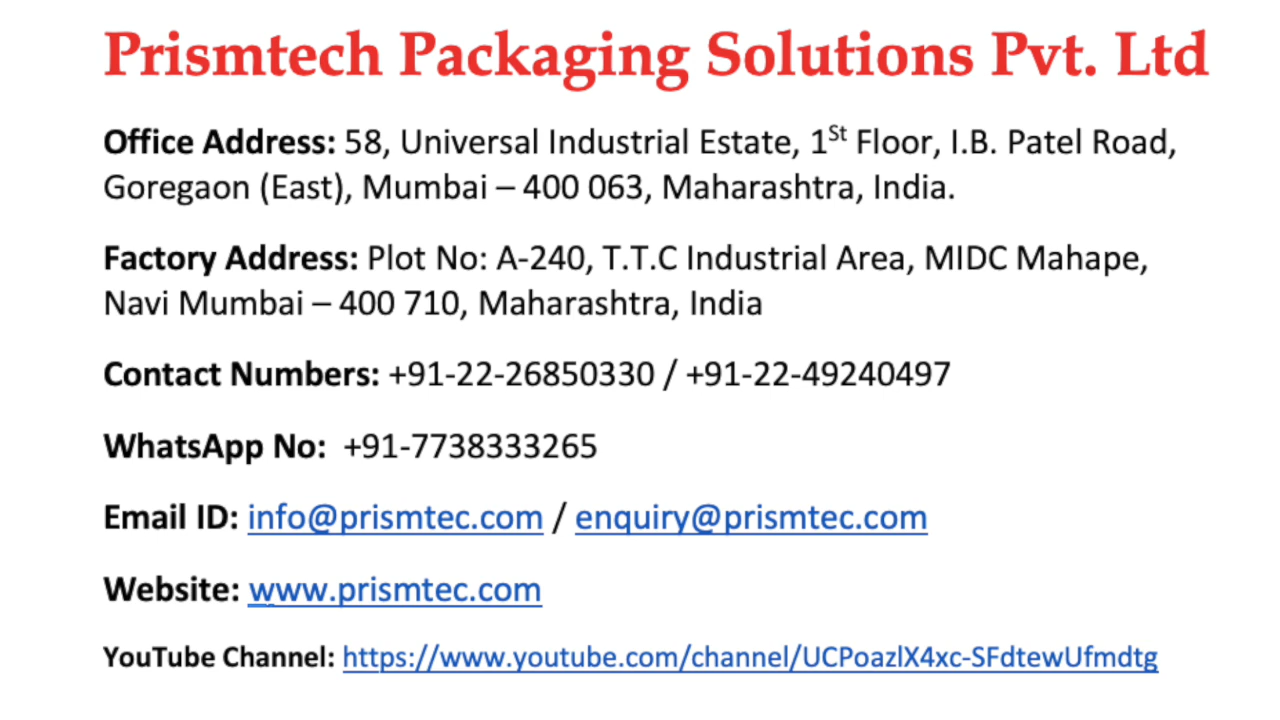 Prismtech Packaging Solutions Pvt. Ltd
Office Address: 58, Universal Industrial Estate, 1St Floor, I.B. Patel Road,
Goregaon (East), Mumbai – 400 063, Maharashtra, India.
Factory Address: Plot No: A-240, T.T.C Industrial Area, MIDC Mahape,
Navi Mumbai – 400 710, Maharashtra, India
Contact Numbers: +91-22-26850330 / +91-22-49240497
WhatsApp No: +91-7738333265
Email ID: info@prismtec.com / enquiry@prismtec.com
Website: www.prismtec.com
YouTube Channel: https://www.youtube.com/channel/UCPoazlX4xc-SFdtewUfmdtg